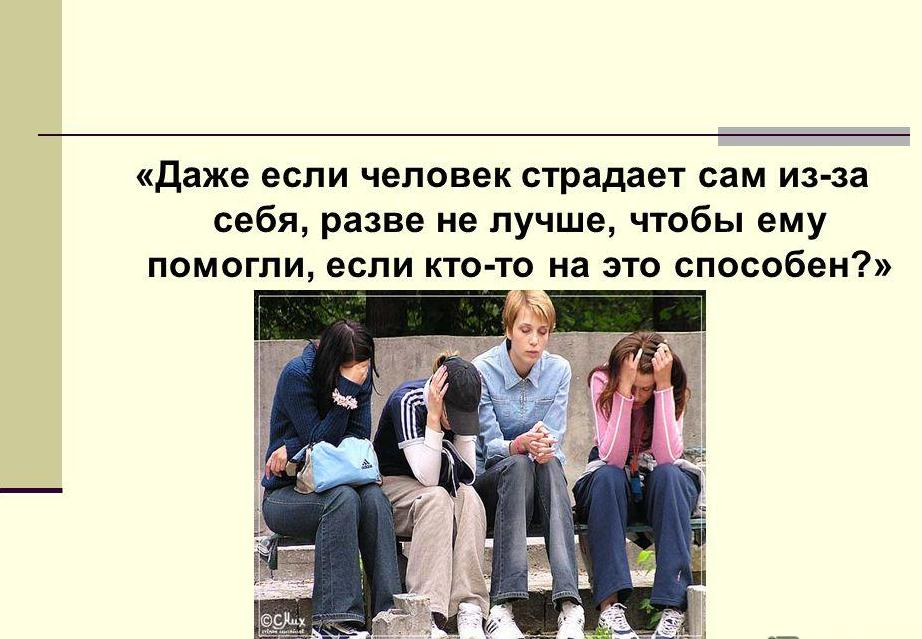 «Даже если человек страдает сам из-за
себя, разве не лучше, чтобы ему
помогли, если кто-то на это способен?»